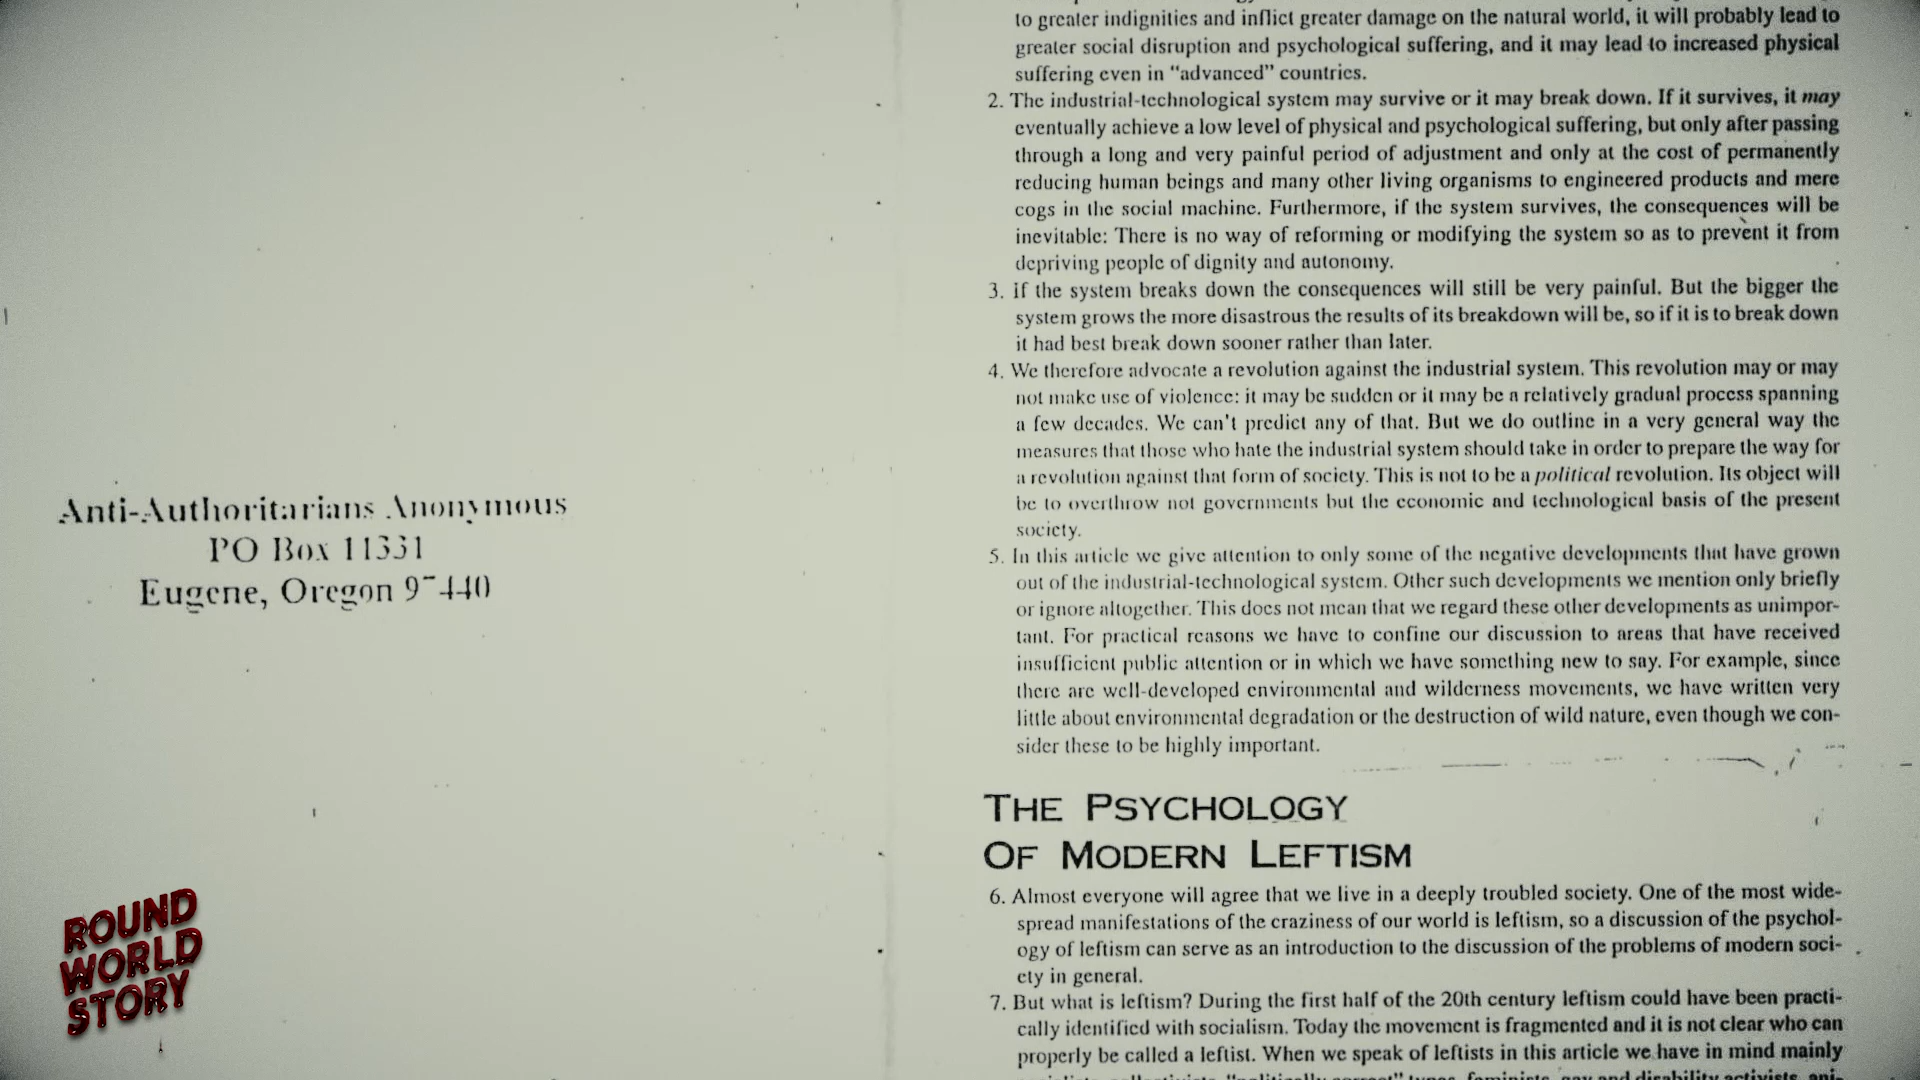 Anti-Authoritarians Anonymous
PO Box 11331
Eugene, Oregon 97440
to greater indignities and inflict greater damage on the natural world, it will probably lead to
greater social disruption and psychological suffering, and it may lead to increased physical
suffering even in “advanced” countries.
2. The industrial-technological system may survive or it may break down. If it survives, it may
eventually achieve a low level of physical and psychological suffering, but only after passing
through a long and very painful period of adjustment and only at the cost of permanently
reducing human beings and many other living organisms to engineered products and mere
cogs in the social machine. Furthermore, if the system survives, the consequences will be
inevitable: There is no way of reforming or modifying the system so as to prevent it from
depriving people of dignity and autonomy.
3. if the system breaks down the consequences will still be very painful. But the bigger the
system grows the more disastrous the results of its breakdown will be, so if it is to break down
it had best break down sooner rather than later.
4. We therefore advocate a revolution against the industrial system. This revolution may or may
not make use of violence: it may be sudden or it may be a relatively gradual process spanning
a few decades. We can't predict any of that. But we do outline in a very general way the
measures that those who hate the industrial system should take in order to prepare the way for
a revolution against that form of society. This is not to be a political revolution. Its object will
be to overthrow not governments but the economic and technological basis of the present
society.
5. In this article we give attention to only some of the negative developments that have grown
out of the industrial-technological system. Other such developments we mention only briefly
or ignore altogether. This does not mean that we regard these other developments as unimpor-
tant. For practical reasons we have to confine our discussion to areas that have received
insufficient public attention or in which we have something new to say. For example, since
there are well-developed environmental and wilderness movements, we have written very
little about environmental degradation or the destruction of wild nature, even though we con-
sider these to be highly important.
THE PSYCHOLOGY
OF MODERN LEFTISM
6. Almost everyone will agree that we live in a deeply troubled society. One of the most wide-
spread manifestations of the craziness of our world is leftism, so a discussion of the psychol-
ogy of leftism can serve as an introduction to the discussion of the problems of modern soci-
ety in general.
7. But what is leftism? During the first half of the 20th century leftism could have been practi-
cally identified with socialism. Today the movement is fragmented and it is not clear who can
properly be called a leftist. When we speak of leftists in this article we have in mind mainly
ROUND
WORLD
STORY